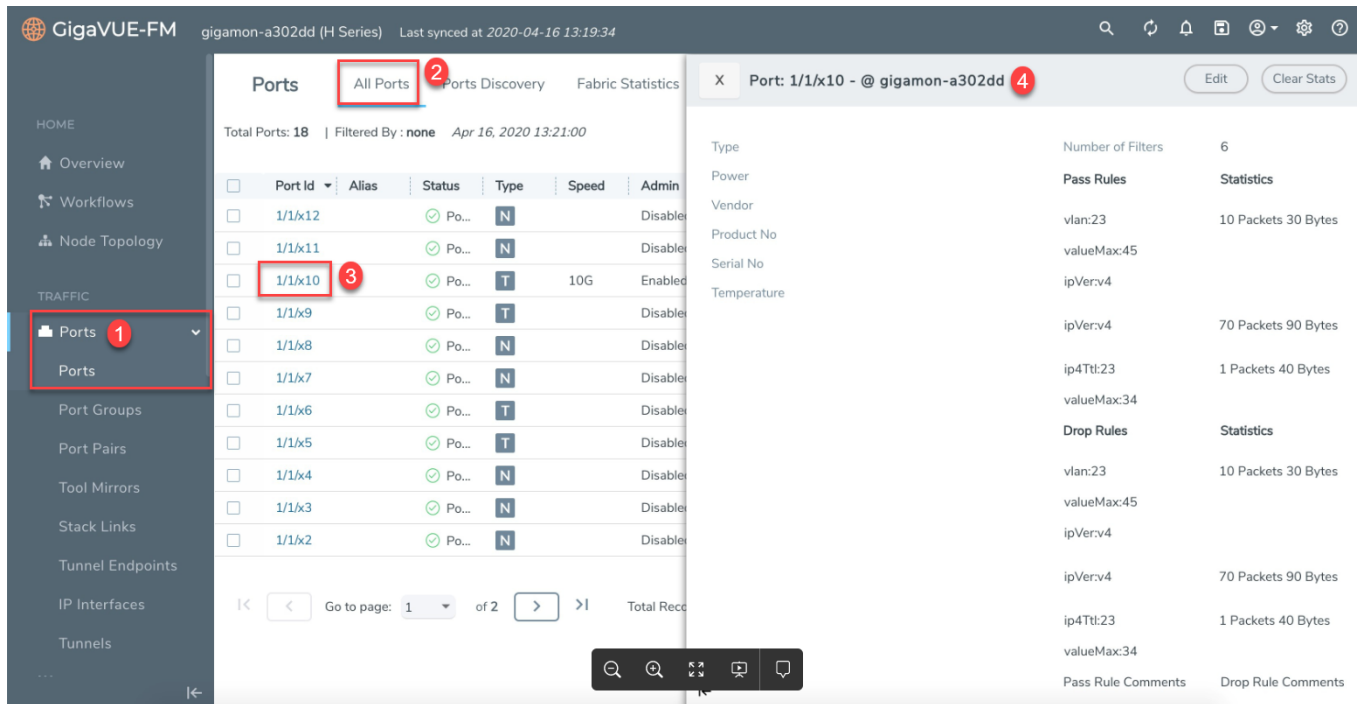 GigaVUE-FM gigamon-a302dd (H Series) Last synced at 2020-04-16 13:19:34
HOME
Overview
Workflows
Node Topology
TRAFFIC
Ports 1
Ports
Port Groups
Port Pairs
Tool Mirrors
Stack Links
Tunnel Endpoints
IP Interfaces
Tunnels
...
Ports All Ports 2 Ports Discovery Fabric Statistics
Total Ports: 18 | Filtered By : none Apr 16, 2020 13:21:00
Port Id Alias Status Type Speed Admin
1/1/x12 Po... N Disable
1/1/x11 Po... N Disable
1/1/x10 3 Po... T 10G Enabled
1/1/x9 Po... T Disable
1/1/x8 Po... N Disable
1/1/x7 Po... N Disable
1/1/x6 Po... T Disable
1/1/x5 Po... T Disable
1/1/x4 Po... N Disable
1/1/x3 Po... N Disable
1/1/x2 Po... N Disable
Go to page: 1 of 2 Total Reco
X Port: 1/1/x10 - @ gigamon-a302dd 4 Edit Clear Stats
Type
Power
Vendor
Product No
Serial No
Temperature
Number of Filters 6
Pass Rules Statistics
vlan:23 10 Packets 30 Bytes
valueMax:45
ipVer:v4
ipVer:v4 70 Packets 90 Bytes
ip4Ttl:23 1 Packets 40 Bytes
valueMax:34
Drop Rules Statistics
vlan:23 10 Packets 30 Bytes
valueMax:45
ipVer:v4
ipVer:v4 70 Packets 90 Bytes
ip4Ttl:23 1 Packets 40 Bytes
valueMax:34
Pass Rule Comments Drop Rule Comments